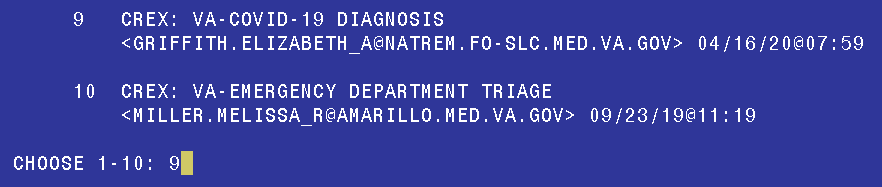 9 CREX: VA-COVID-19 DIAGNOSIS
<GRIFFITH.ELIZABETH_A@NATREM.FO-SLC.MED.VA.GOV> 04/16/20@07:59
10 CREX: VA-EMERGENCY DEPARTMENT TRIAGE
<MILLER.MELISSA_R@AMARILLO.MED.VA.GOV> 09/23/19@11:19
CHOOSE 1-10: 9